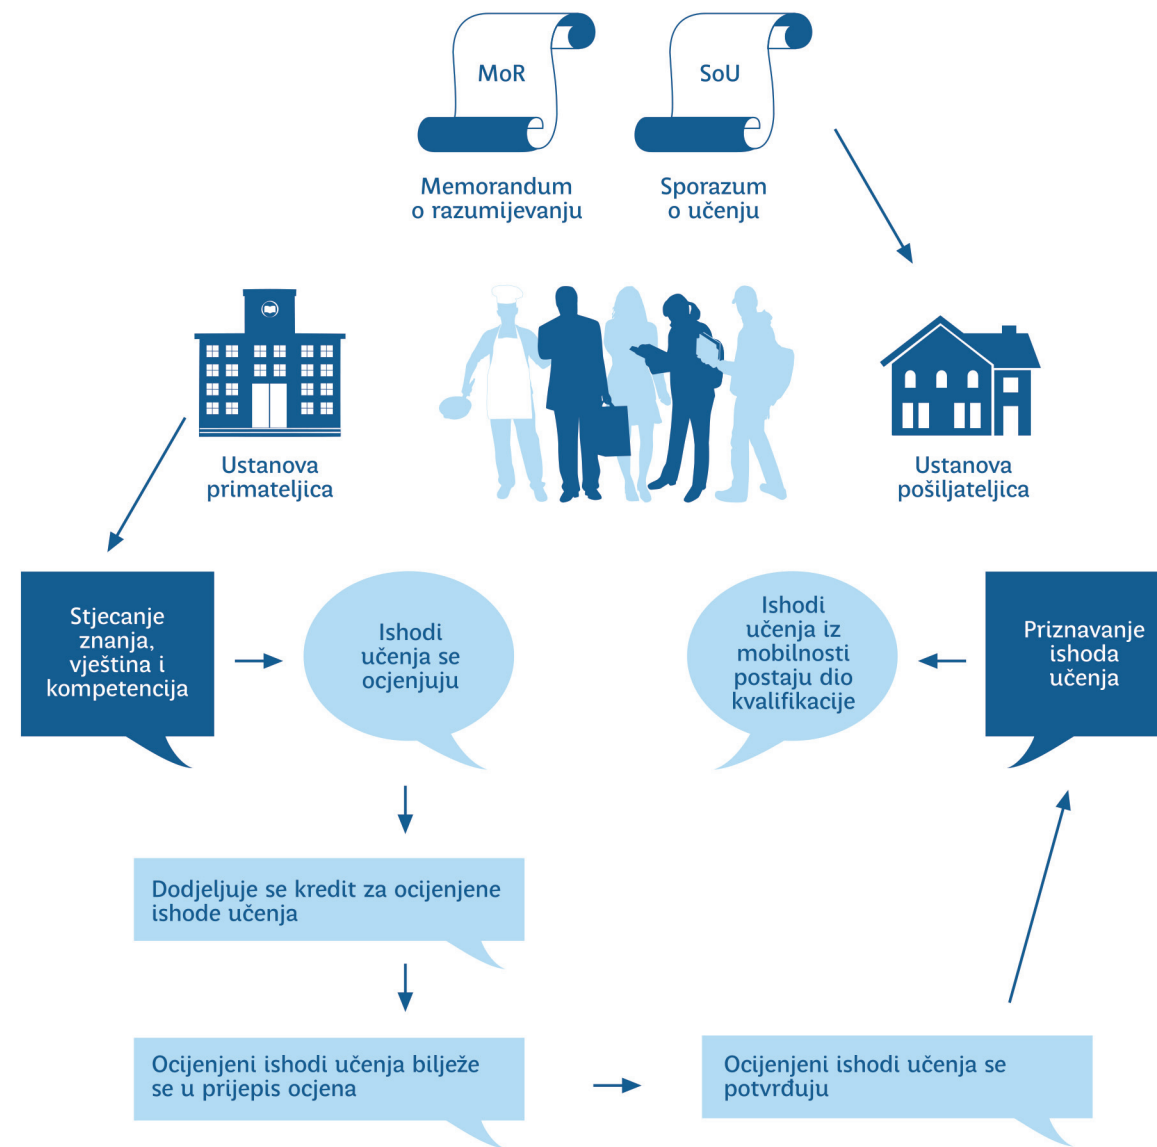 MoR
SoU
Memorandum
o razumijevanju
Sporazum
o učenju
Ustanova
primateljica
Ustanova
pošiljateljica
Stjecanje
znanja,
vještina i
kompetencija
Ishodi
učenja se
ocjenjuju
Ishodi
učenja iz
mobilnosti
postaju dio
kvalifikacije
Priznavanje
ishoda
učenja
Dodjeljuje se kredit za ocijenjene
ishode učenja
Ocijenjeni ishodi učenja bilježe
se u prijepis ocjena
Ocijenjeni ishodi učenja se
potvrđuju